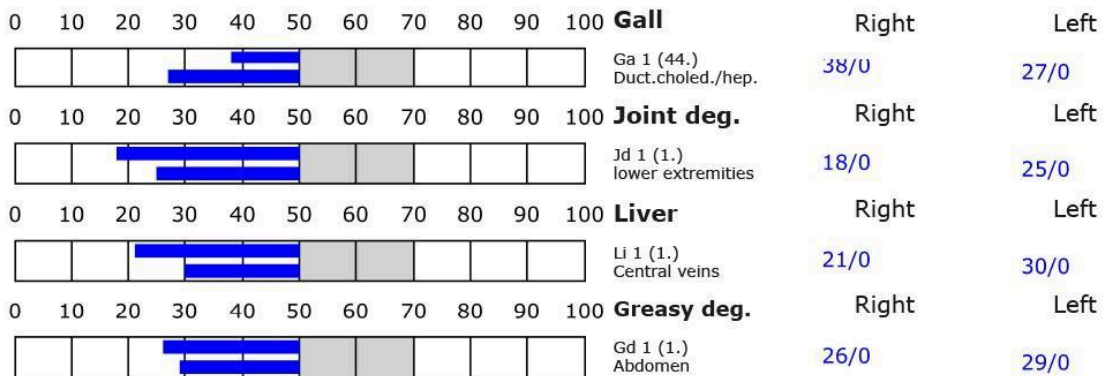 0 10 20 30 40 50 60 70 80 90 100 Gall Right Left
Ga 1 (44.) 38/0 27/0
Duct.choled./hep.
0 10 20 30 40 50 60 70 80 90 100 Joint deg. Right Left
Jd 1 (1.) 18/0 25/0
lower extremities
0 10 20 30 40 50 60 70 80 90 100 Liver Right Left
Li 1 (1.) 21/0 30/0
Central veins
0 10 20 30 40 50 60 70 80 90 100 Greasy deg. Right Left
Gd 1 (1.) 26/0 29/0
Abdomen